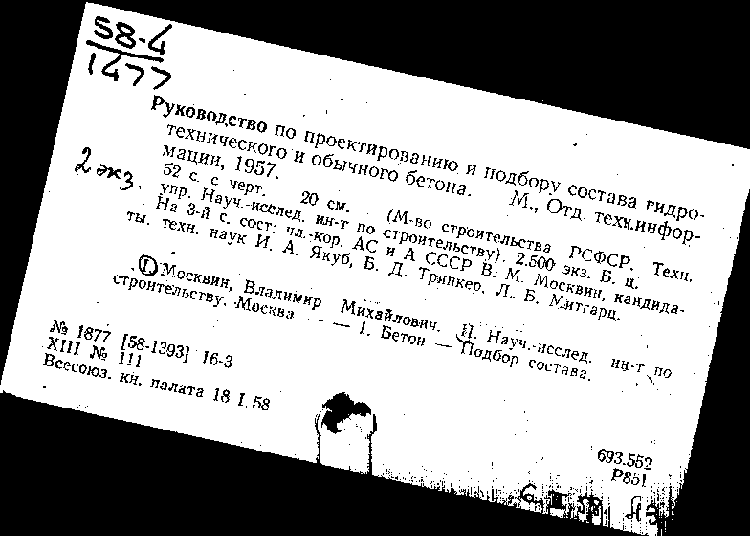 58-4
1477
Руководство по проектированию и подбору состава гидро-
технического и обычного бетона. М., Отд. техн.инфор-
мации, 1957.
2 экз.
52 с. с черт. 20 см. (М-во строительства РСФСР. Техн.
упр. Науч.-исслед. ин-т по строительству). 2.500 экз. Б. ц.
На 3-й с. сост: чл.-кор. АС и А СССР В. М. Москвин, кандида-
ты. техн. наук И. А. Якуб, Б. Д. Тринкер, Л. Б. Митгарц.
I. Москвин, Владимир Михайлович. II. Науч.-исслед. ин-т по
строительству. Москва — — 1. Бетон — Подбор состава.
№ 1877 [58-1393] 16-3
XIII № 111
Всесоюз. кн. палата 18 I.58
693.552
Р851
III 58.